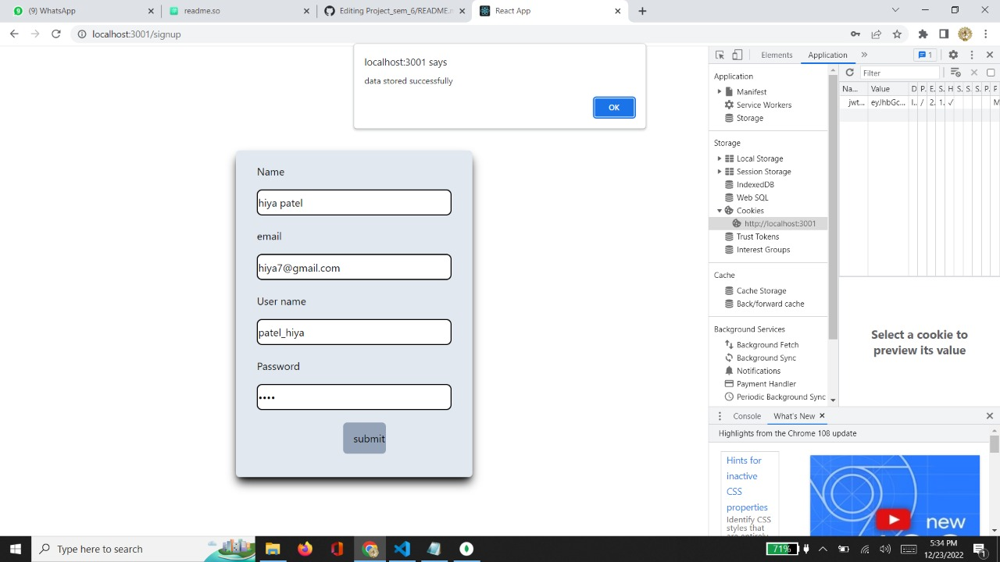 (9) WhatsApp
readme.so
Editing Project_sem_6/README.m
React App
localhost:3001/signup
localhost:3001 says
data stored successfully
OK
Name
hiya patel
email
hiya7@gmail.com
User name
patel_hiya
Password
••••
submit
Elements
Application
1
Filter
Application
Manifest
Service Workers
Storage
Storage
Local Storage
Session Storage
IndexedDB
Web SQL
Cookies
http://localhost:3001
Trust Tokens
Interest Groups
Cache
Cache Storage
Back/forward cache
Background Services
Background Fetch
Background Sync
Notifications
Payment Handler
Periodic Background Sync
Na... Value D P. E. S. H S. S. S. P. P
jwt... eyJhbGc... l.. / 2. 1. ✓ M
Select a cookie to
preview its value
Console
What's New
Highlights from the Chrome 108 update
Hints for
inactive
CSS
properties
Identify CSS
styles that
new
Type here to search
71%
5:34 PM
12/23/2022
1